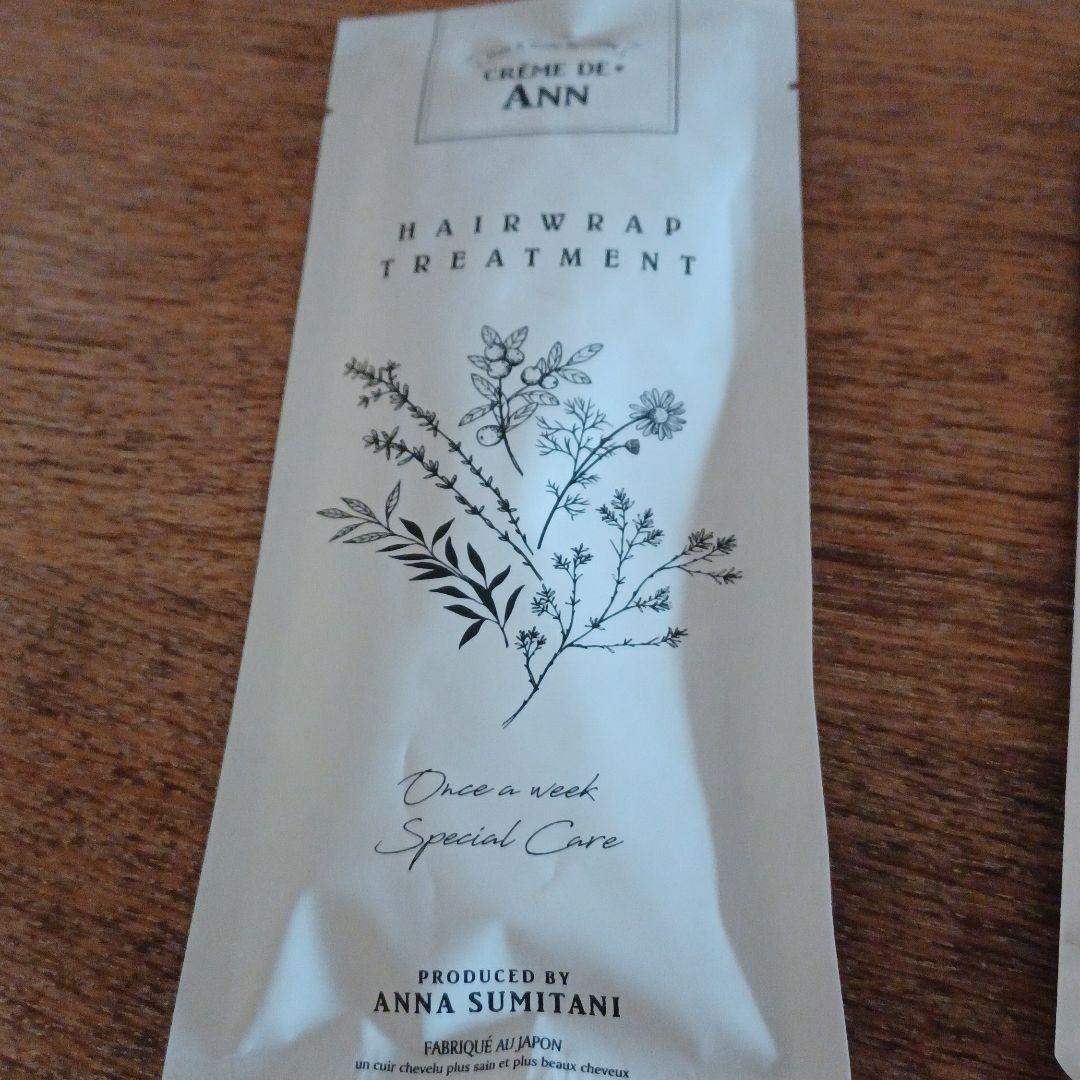 CRÈME DE
ANN
HAIRWRAP
TREATMENT
Once a week
Special Care
PRODUCED BY
ANNA SUMITANI
FABRIQUÉ AU JAPON
un cuir chevelu plus sain et plus beaux cheveux